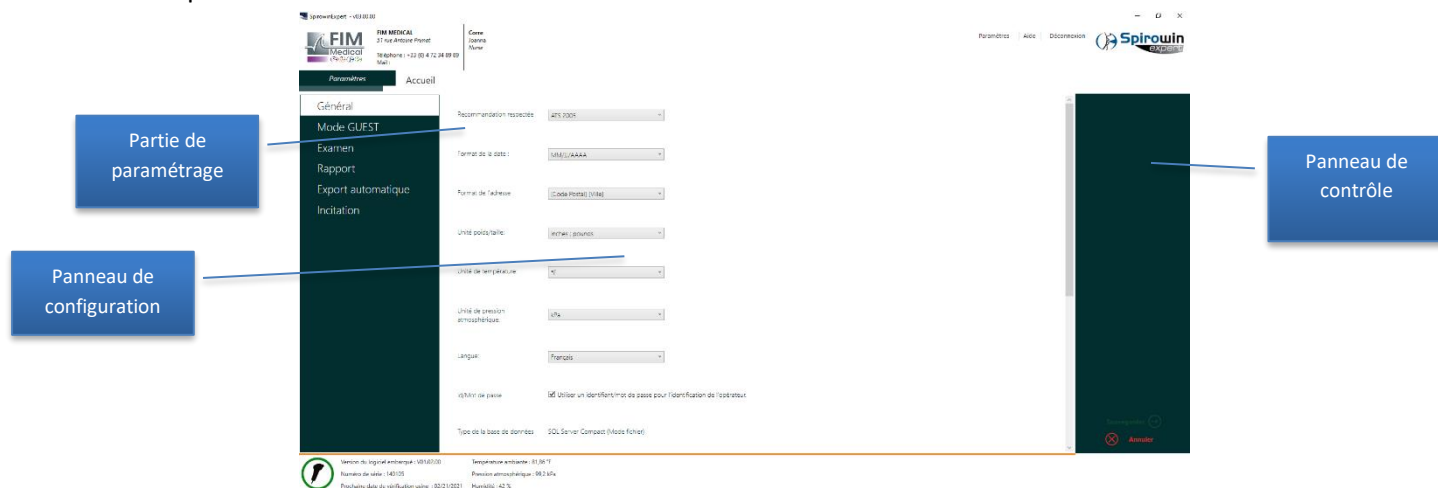 SpirowinExpert - v03.00.00
FIM MEDICAL
51 rue Antoine Primat
Téléphone : +33 (0) 4 72 34 89 89
Mail :
FIM
Medical
Corre
Joanna
Nurse
Paramètres | Aide | Déconnexion
Spirowin
expert
Paramètres
Accueil
Général
Mode GUEST
Examen
Rapport
Export automatique
Incitation
Partie de
paramétrage
Panneau de
configuration
Panneau de
contrôle
Recommandation respectée
ATS 2005
Format de la date :
MM/JJ/AAAA
Format de l'adresse
[Code Postal] [Ville]
Unité poids/taille:
inches ; pounds
Unité de température
°F
Unité de pression
atmosphérique:
kPa
Langue:
Français
Id/Mot de passe
Utiliser un identifiant/mot de passe pour l'identification de l'opérateur
Type de la base de données
SQL Server Compact (Mode fichier)
Sauvegarder
Annuler
Version du logiciel embarqué : V03.07.00
Numéro de série : 140105
Prochaine date de vérification usine : 02/21/2021
Température ambiante : 81,86 °F
Pression atmosphérique : 98,2 kPa
Humidité : 42 %